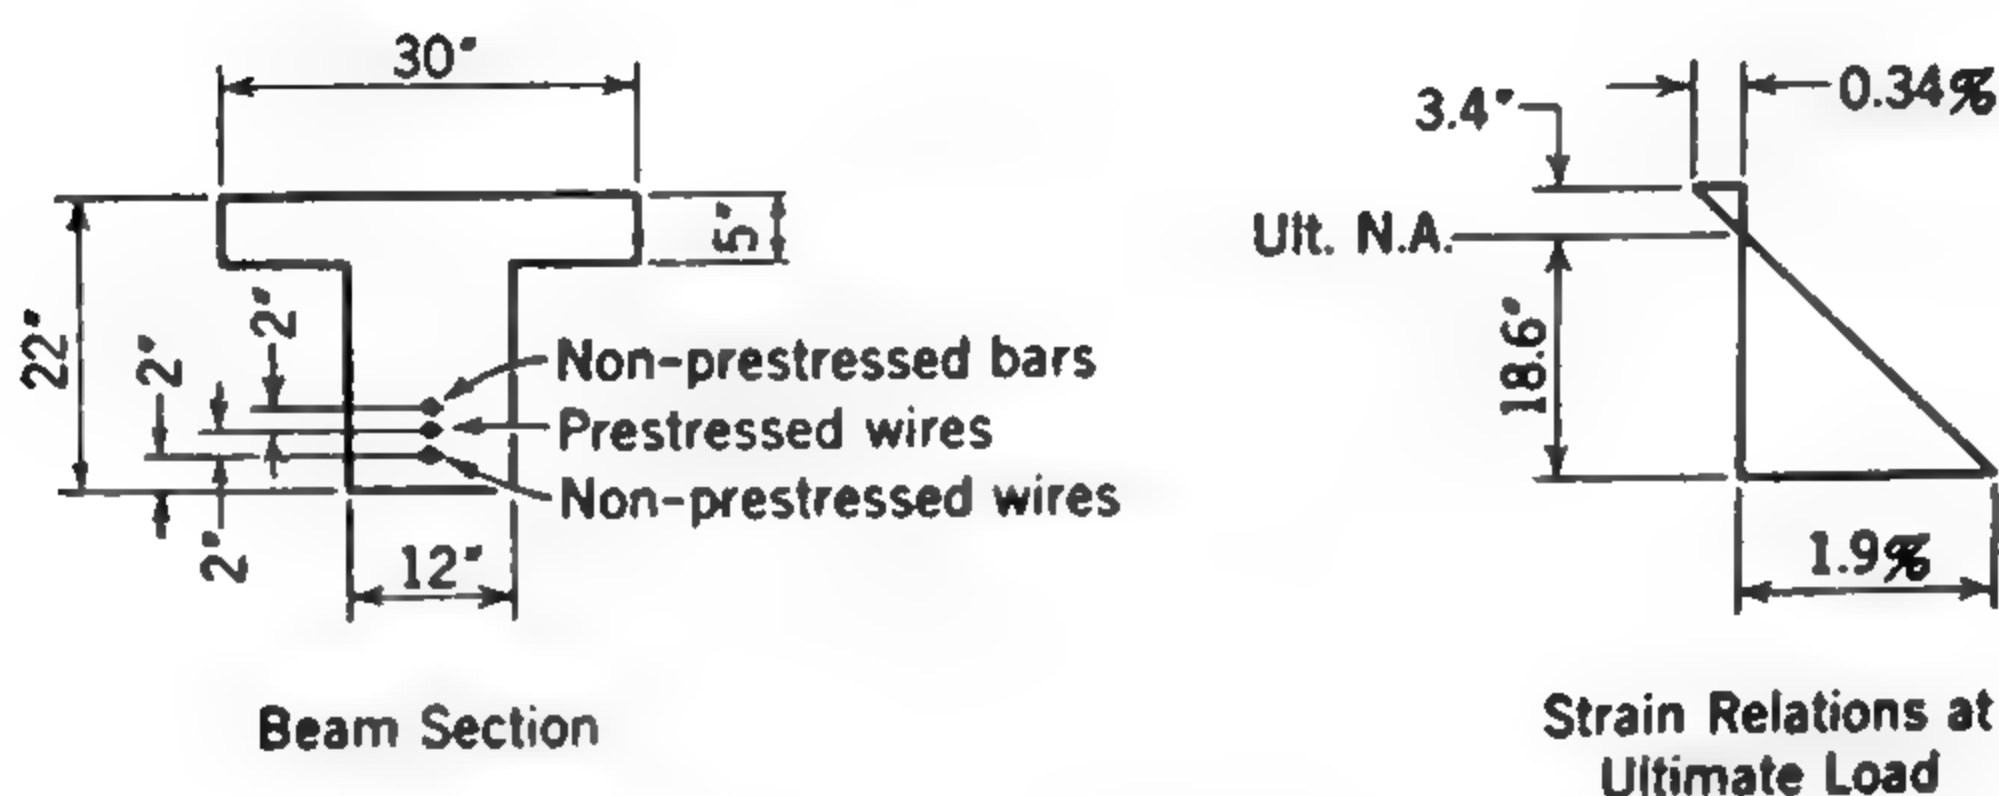 30"
22"
2"
2"
2"
5"
Non-prestressed bars
Prestressed wires
Non-prestressed wires
12"
Beam Section
3.4"
0.34%
Ult. N.A.
18.6"
1.9%
Strain Relations at
Ultimate Load